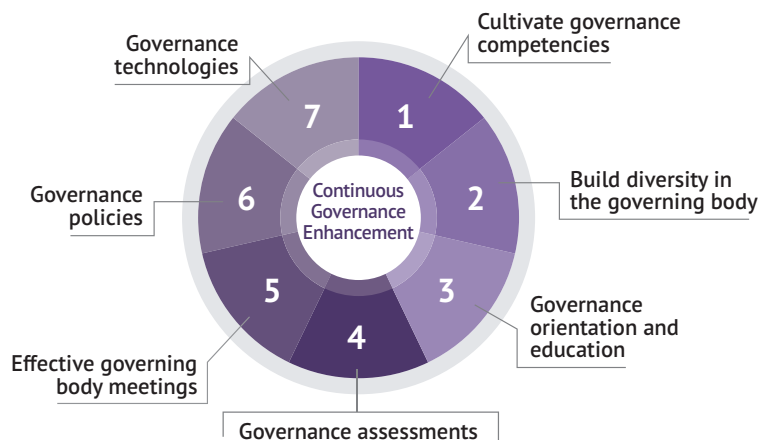 Cultivate governance
competencies
Governance
technologies
7
1
6
Continuous
Governance
Enhancement
2
Build diversity in
the governing body
Governance
policies
5
3
4
Governance
orientation and
education
Effective governing
body meetings
Governance assessments